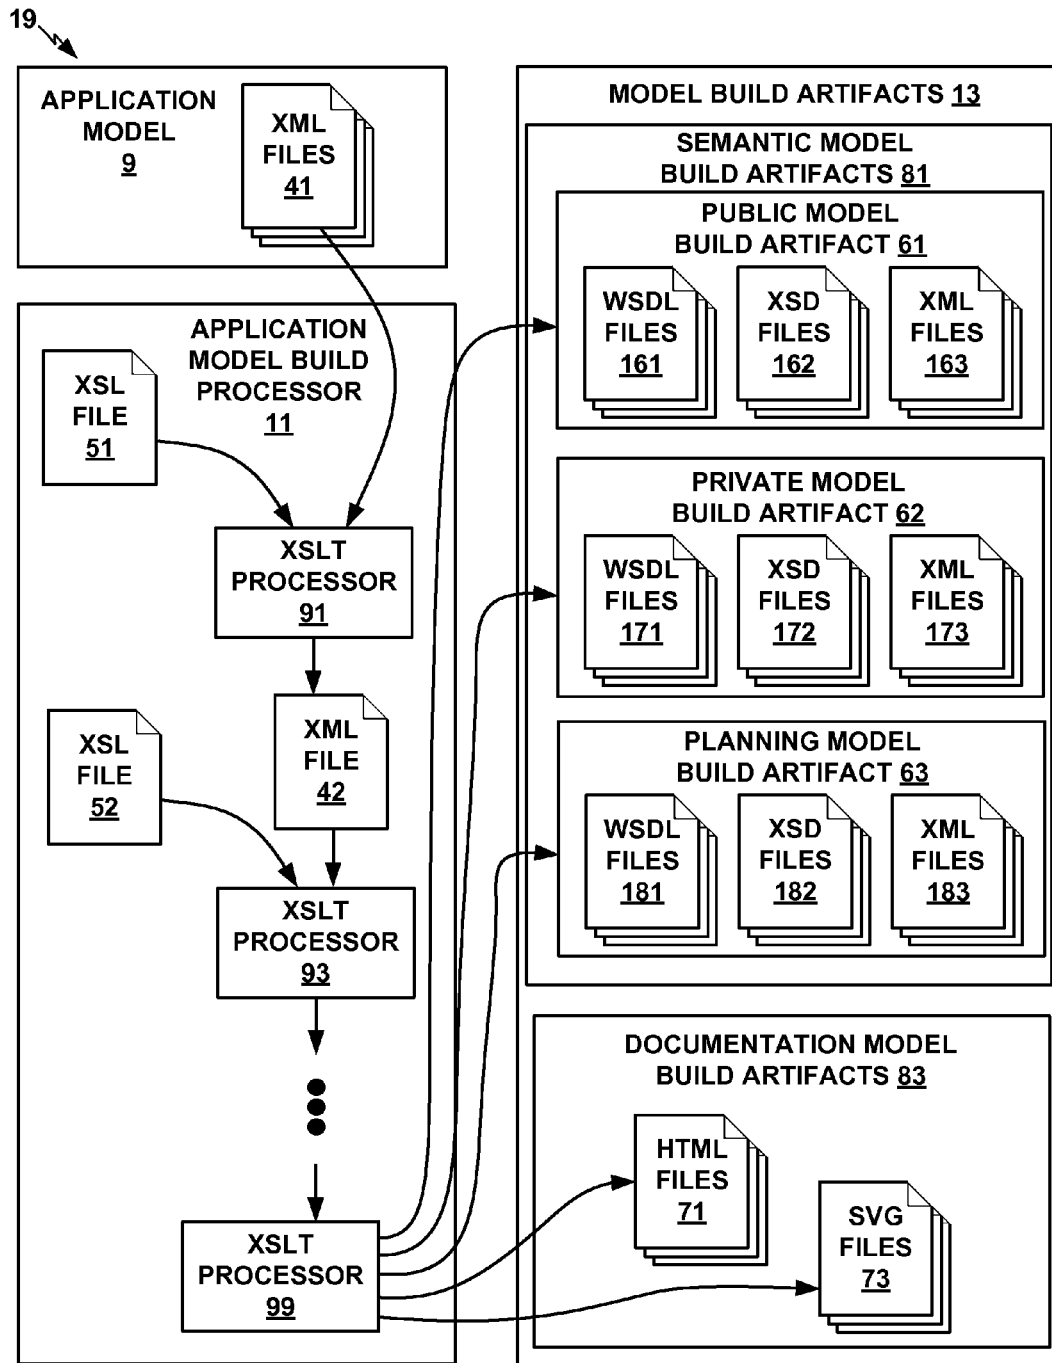 19
APPLICATION
MODEL
9
XML
FILES
41
APPLICATION
MODEL BUILD
PROCESSOR
11
XSL
FILE
51
XSLT
PROCESSOR
91
XML
FILE
42
XSL
FILE
52
XSLT
PROCESSOR
93
XSLT
PROCESSOR
99
MODEL BUILD ARTIFACTS 13
SEMANTIC MODEL
BUILD ARTIFACTS 81
PUBLIC MODEL
BUILD ARTIFACT 61
WSDL
FILES
161
XSD
FILES
162
XML
FILES
163
PRIVATE MODEL
BUILD ARTIFACT 62
WSDL
FILES
171
XSD
FILES
172
XML
FILES
173
PLANNING MODEL
BUILD ARTIFACT 63
WSDL
FILES
181
XSD
FILES
182
XML
FILES
183
DOCUMENTATION MODEL
BUILD ARTIFACTS 83
HTML
FILES
71
SVG
FILES
73